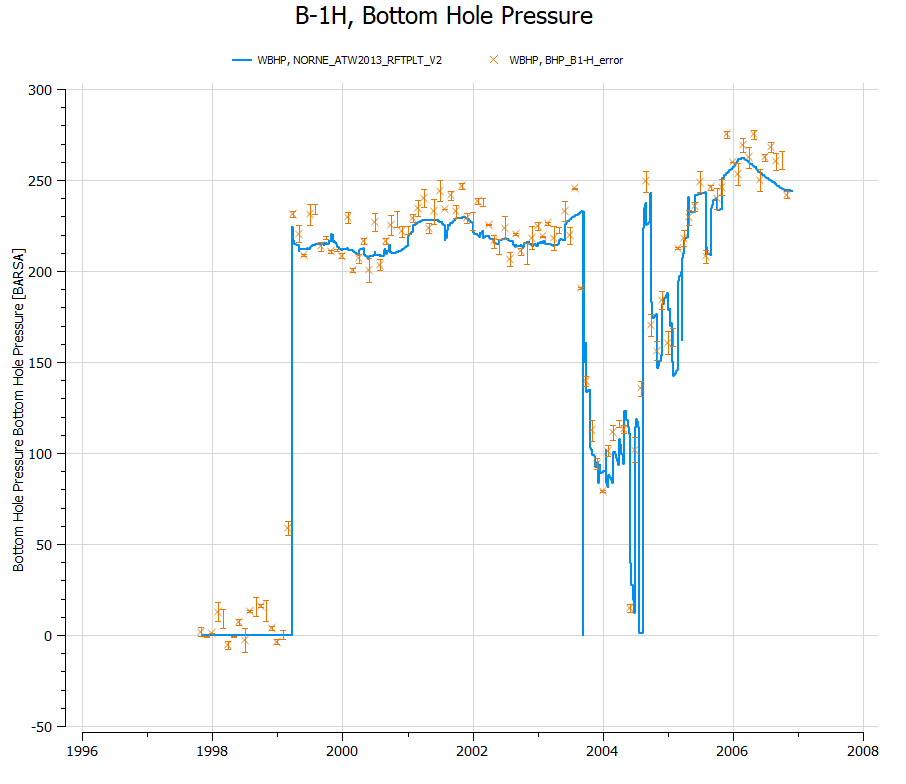 B-1H, Bottom Hole Pressure
WBHP, NORNE_ATW2013_RFTPLT_V2 WBHP, BHP_B1-H_error
Bottom Hole Pressure Bottom Hole Pressure [BARSA]
300
250
200
150
100
50
0
-50
1996 1998 2000 2002 2004 2006 2008